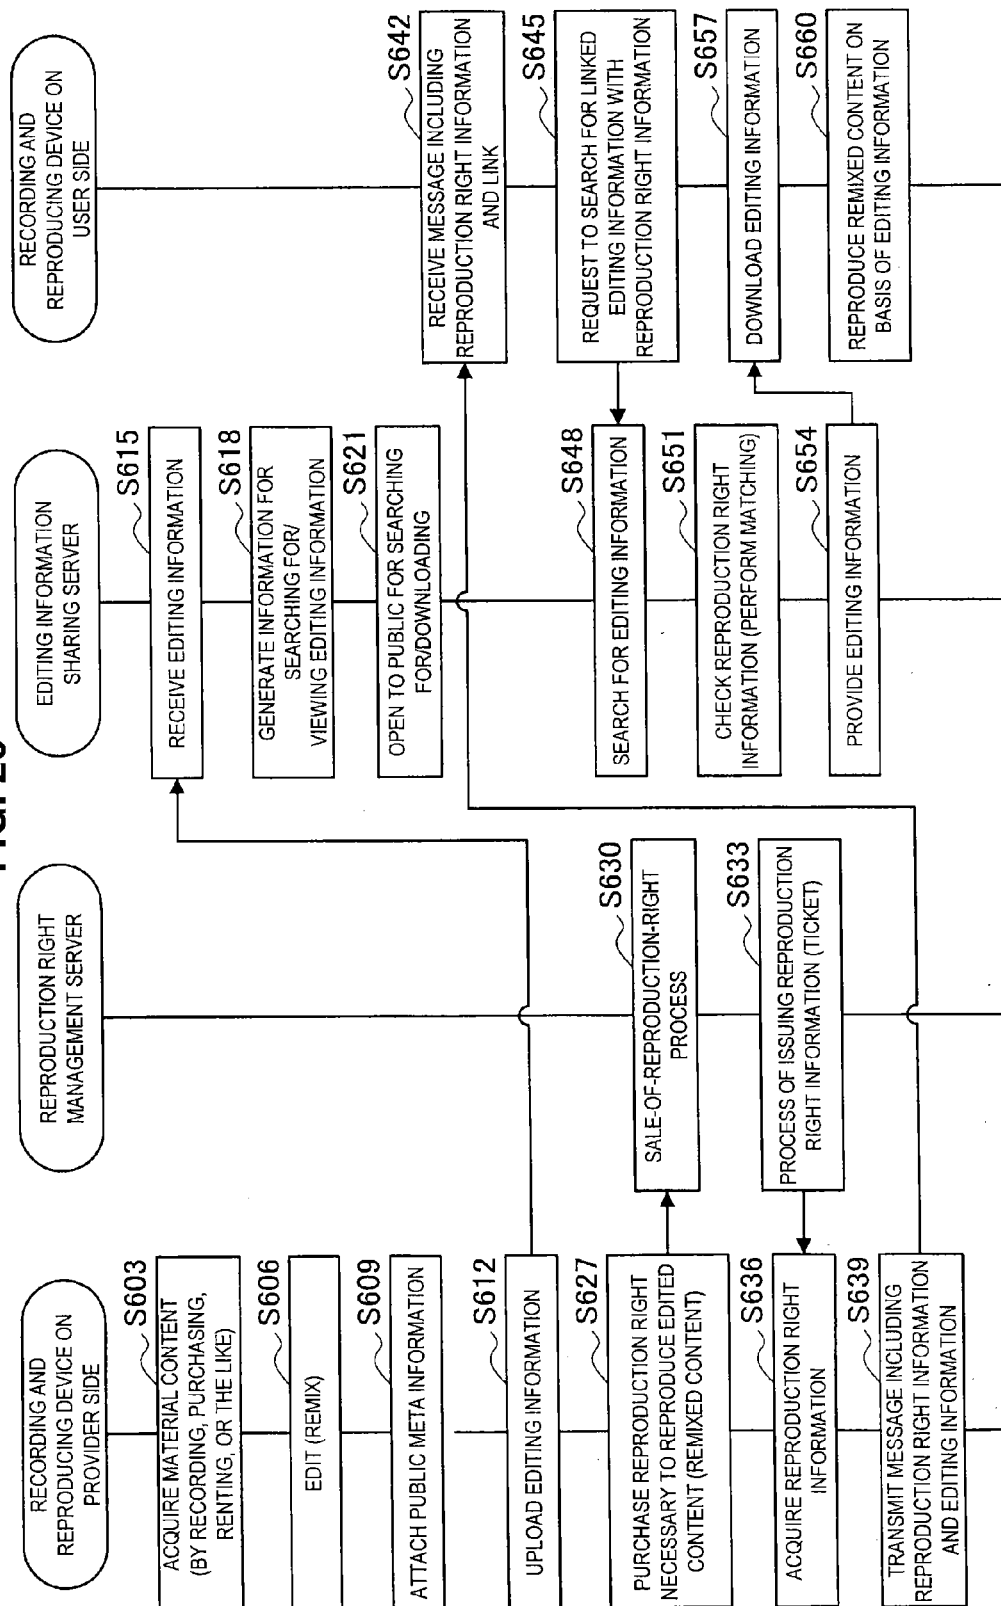 RECORDING AND
REPRODUCING DEVICE ON
PROVIDER SIDE
S603
ACQUIRE MATERIAL CONTENT
(BY RECORDING, PURCHASING,
RENTING, OR THE LIKE)
S606
EDIT (REMIX)
S609
ATTACH PUBLIC META INFORMATION
S612
UPLOAD EDITING INFORMATION
S627
PURCHASE REPRODUCTION RIGHT
NECESSARY TO REPRODUCE EDITED
CONTENT (REMIXED CONTENT)
S636
ACQUIRE REPRODUCTION RIGHT
INFORMATION
S639
TRANSMIT MESSAGE INCLUDING
REPRODUCTION RIGHT INFORMATION
AND EDITING INFORMATION
REPRODUCTION RIGHT
MANAGEMENT SERVER
S630
SALE-OF-REPRODUCTION-RIGHT
PROCESS
S633
PROCESS OF ISSUING REPRODUCTION
RIGHT INFORMATION (TICKET)
EDITING INFORMATION
SHARING SERVER
S615
RECEIVE EDITING INFORMATION
S618
GENERATE INFORMATION FOR
SEARCHING FOR/
VIEWING EDITING INFORMATION
S621
OPEN TO PUBLIC FOR SEARCHING
FOR/DOWNLOADING
S648
SEARCH FOR EDITING INFORMATION
S651
CHECK REPRODUCTION RIGHT
INFORMATION (PERFORM MATCHING)
S654
PROVIDE EDITING INFORMATION
RECORDING AND
REPRODUCING DEVICE ON
USER SIDE
S642
RECEIVE MESSAGE INCLUDING
REPRODUCTION RIGHT INFORMATION
AND LINK
S645
REQUEST TO SEARCH FOR LINKED
EDITING INFORMATION WITH
REPRODUCTION RIGHT INFORMATION
S657
DOWNLOAD EDITING INFORMATION
S660
REPRODUCE REMIXED CONTENT ON
BASIS OF EDITING INFORMATION